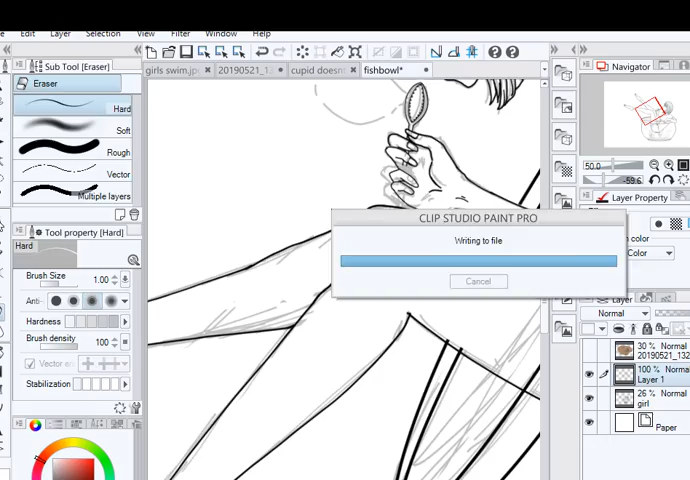 Edit Layer Selection View Filter Window Help
girls swim.jpg 20190521_13 cupid doesn fishbowl*
Sub Tool [Eraser]
Eraser
Hard
Soft
Rough
Vector
Multiple layers
Tool property [Hard]
Hard
Brush Size 1.00
Anti-
Hardness
Brush density 100
Vector e
Stabilization
CLIP STUDIO PAINT PRO
Writing to file
Cancel
Navigator
50.0
-59.6
Layer Property
color
Color
Layer
Normal
30 % Normal
20190521_132
100 % Normal
Layer 1
26 % Normal
girl
Paper